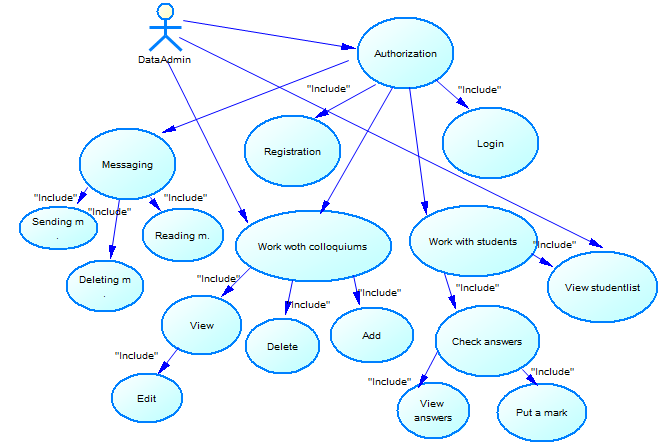 DataAdmin
Authorization
"Include"
"Include"
Registration
Login
Messaging
"Include"
"Include"
"Include"
Sending m
.
Reading m.
Deleting m
.
Work woth colloquiums
Work with students
"Include"
View studentlist
"Include"
"Include"
"Include"
"Include"
View
Delete
Add
Check answers
"Include"
Edit
"Include"
"Include"
View
answers
Put a mark